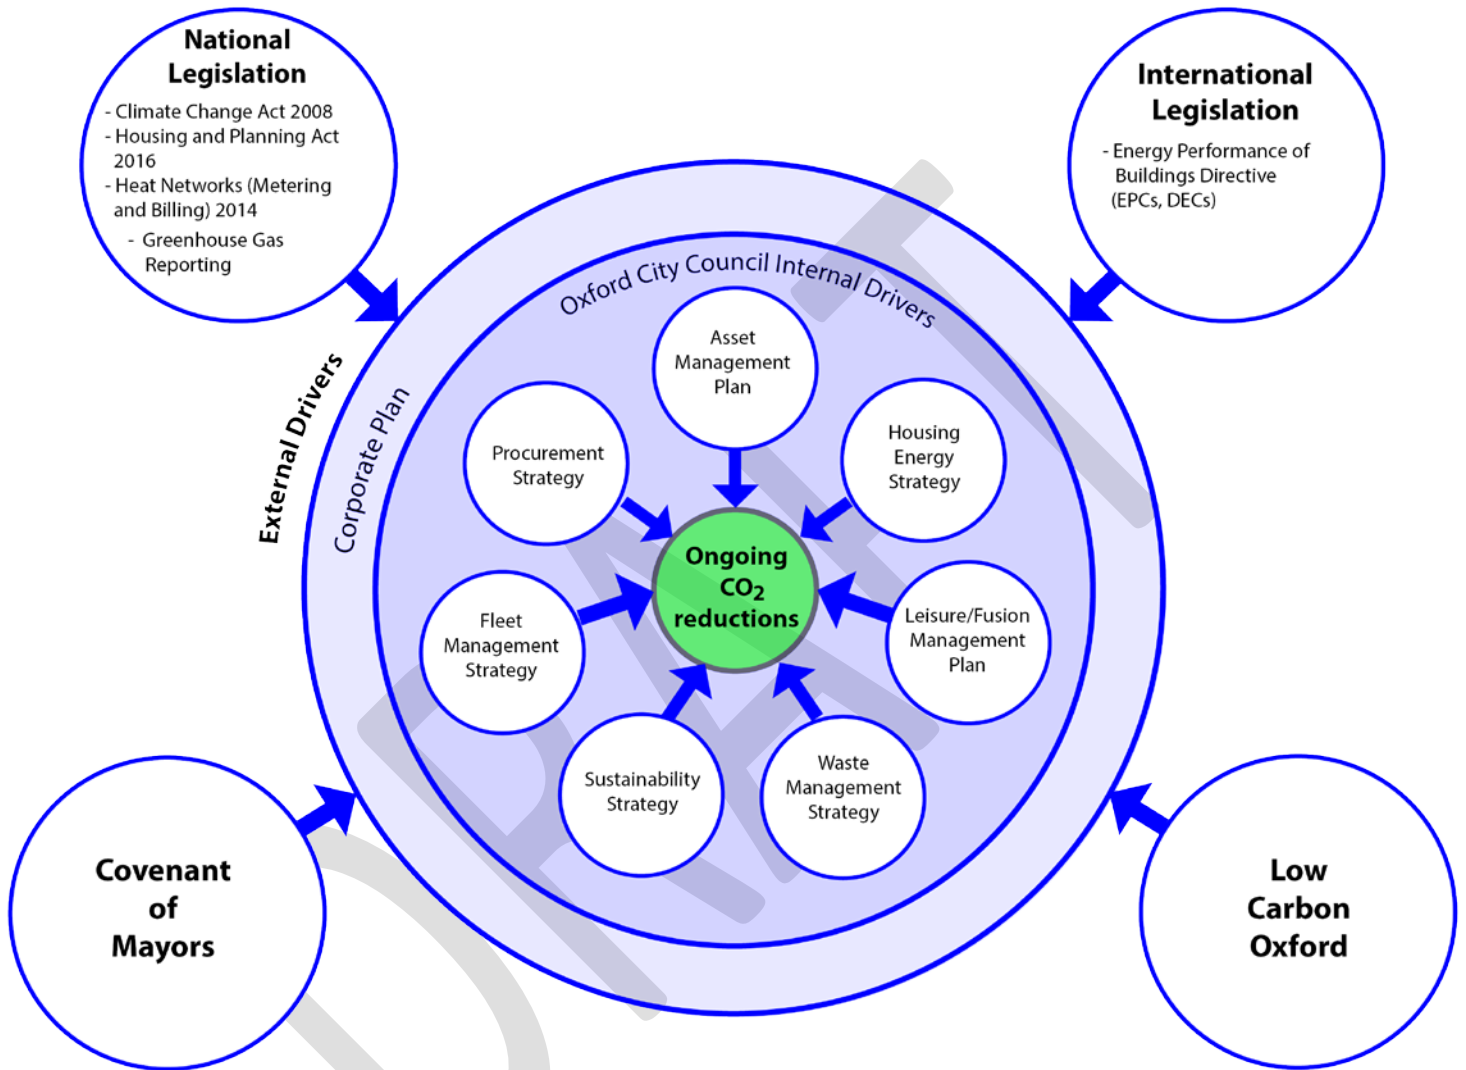 National
Legislation
- Climate Change Act 2008
- Housing and Planning Act
2016
- Heat Networks (Metering
and Billing) 2014
- Greenhouse Gas
Reporting
International
Legislation
- Energy Performance of
Buildings Directive
(EPCs, DECs)
External Drivers
Corporate Plan
Oxford City Council Internal Drivers
Asset
Management
Plan
Procurement
Strategy
Housing
Energy
Strategy
Ongoing
CO2
reductions
Fleet
Management
Strategy
Leisure/Fusion
Management
Plan
Sustainability
Strategy
Waste
Management
Strategy
Covenant
of
Mayors
Low
Carbon
Oxford
DRAFT